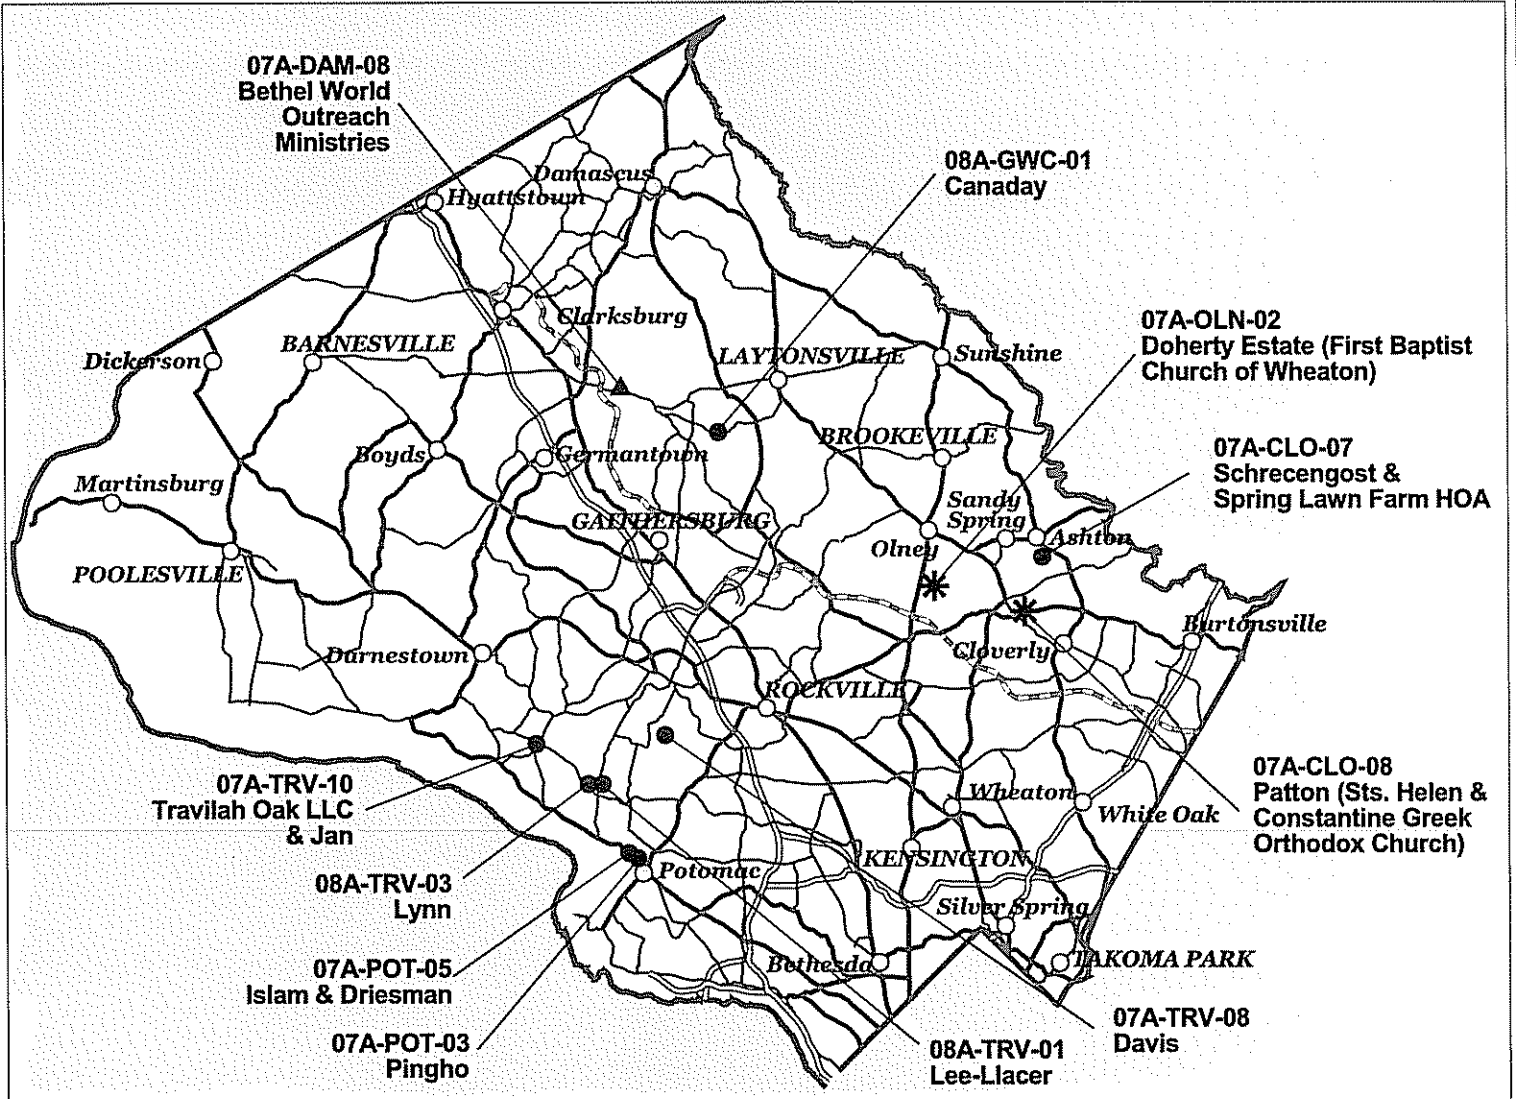 07A-DAM-08
Bethel World
Outreach
Ministries
08A-GWC-01
Canaday
Damascus
Hyattstown
Clarksburg
07A-OLN-02
Doherty Estate (First Baptist
Church of Wheaton)
Dickerson
BARNESVILLE
LAYTONSVILLE
Sunshine
Boyds
Germantown
BROOKEVILLE
07A-CLO-07
Schrecengost &
Spring Lawn Farm HOA
Martinsburg
GAITHERSBURG
Sandy
Spring
Olney
Ashton
POOLESVILLE
Darnestown
Cloverly
Burtonsville
ROCKVILLE
07A-TRV-10
Travilah Oak LLC
& Jan
Wheaton
White Oak
07A-CLO-08
Patton (Sts. Helen &
Constantine Greek
Orthodox Church)
08A-TRV-03
Lynn
Potomac
KENSINGTON
Silver Spring
07A-POT-05
Islam & Driesman
Bethesda
TAKOMA PARK
07A-POT-03
Pingho
08A-TRV-01
Lee-Llacer
07A-TRV-08
Davis